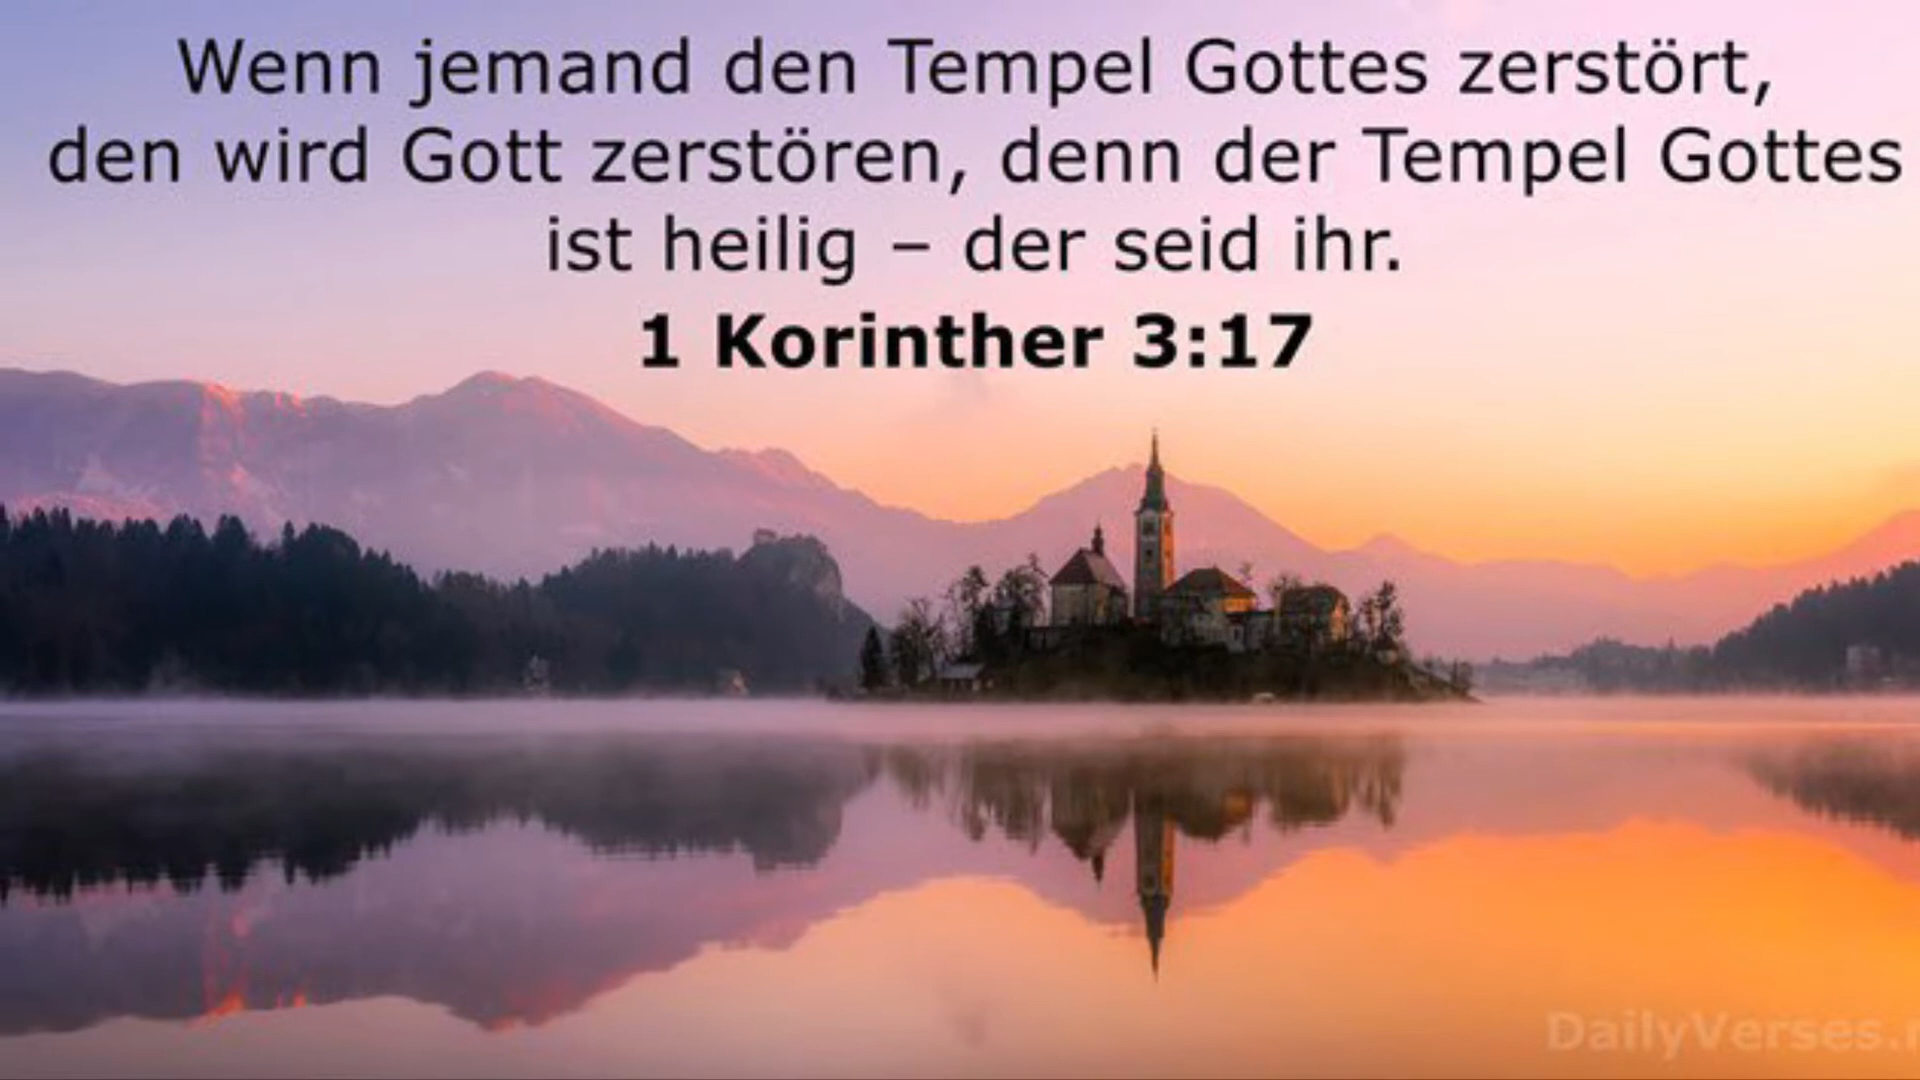 Wenn jemand den Tempel Gottes zerstört,
den wird Gott zerstören, denn der Tempel Gottes
ist heilig – der seid ihr.
1 Korinther 3:17
DailyVerses.n